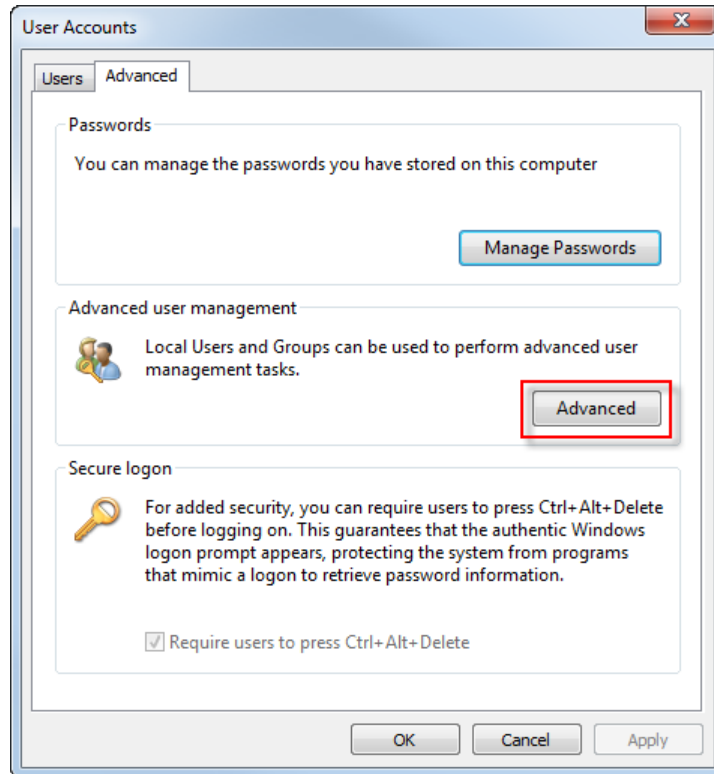 User Accounts
Users Advanced
Passwords
You can manage the passwords you have stored on this computer
Manage Passwords
Advanced user management
Local Users and Groups can be used to perform advanced user
management tasks.
Advanced
Secure logon
For added security, you can require users to press Ctrl+Alt+Delete
before logging on. This guarantees that the authentic Windows
logon prompt appears, protecting the system from programs
that mimic a logon to retrieve password information.
Require users to press Ctrl+Alt+Delete
OK Cancel Apply